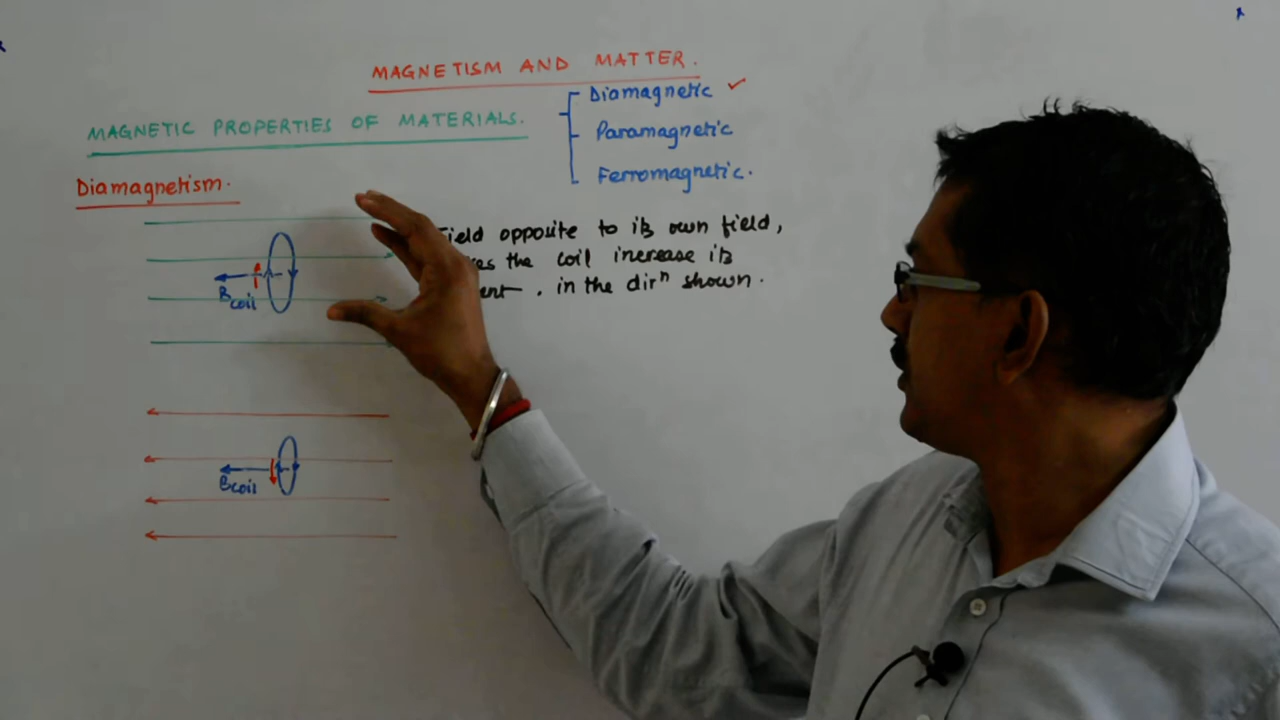 MAGNETISM AND MATTER.
MAGNETIC PROPERTIES OF MATERIALS.
Diamagnetic ✓
Paramagnetic
Ferromagnetic.
Diamagnetism.
Field opposite to its own field,
the coil increase its
. in the dirⁿ shown.
Bcoil
Bcoil